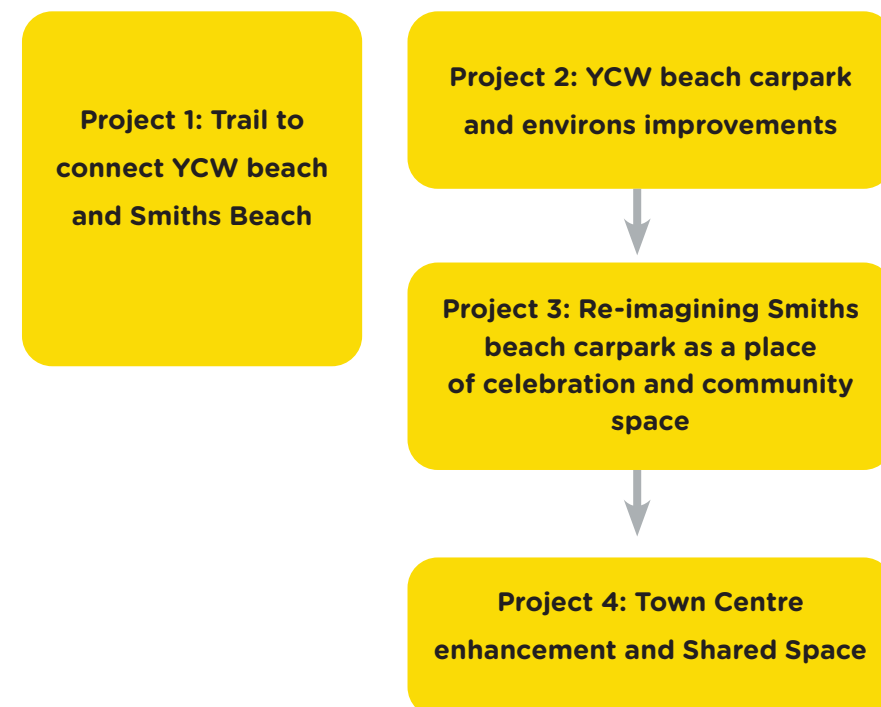 Project 1: Trail to
connect YCW beach
and Smiths Beach
Project 2: YCW beach carpark
and environs improvements
Project 3: Re-imagining Smiths
beach carpark as a place
of celebration and community
space
Project 4: Town Centre
enhancement and Shared Space